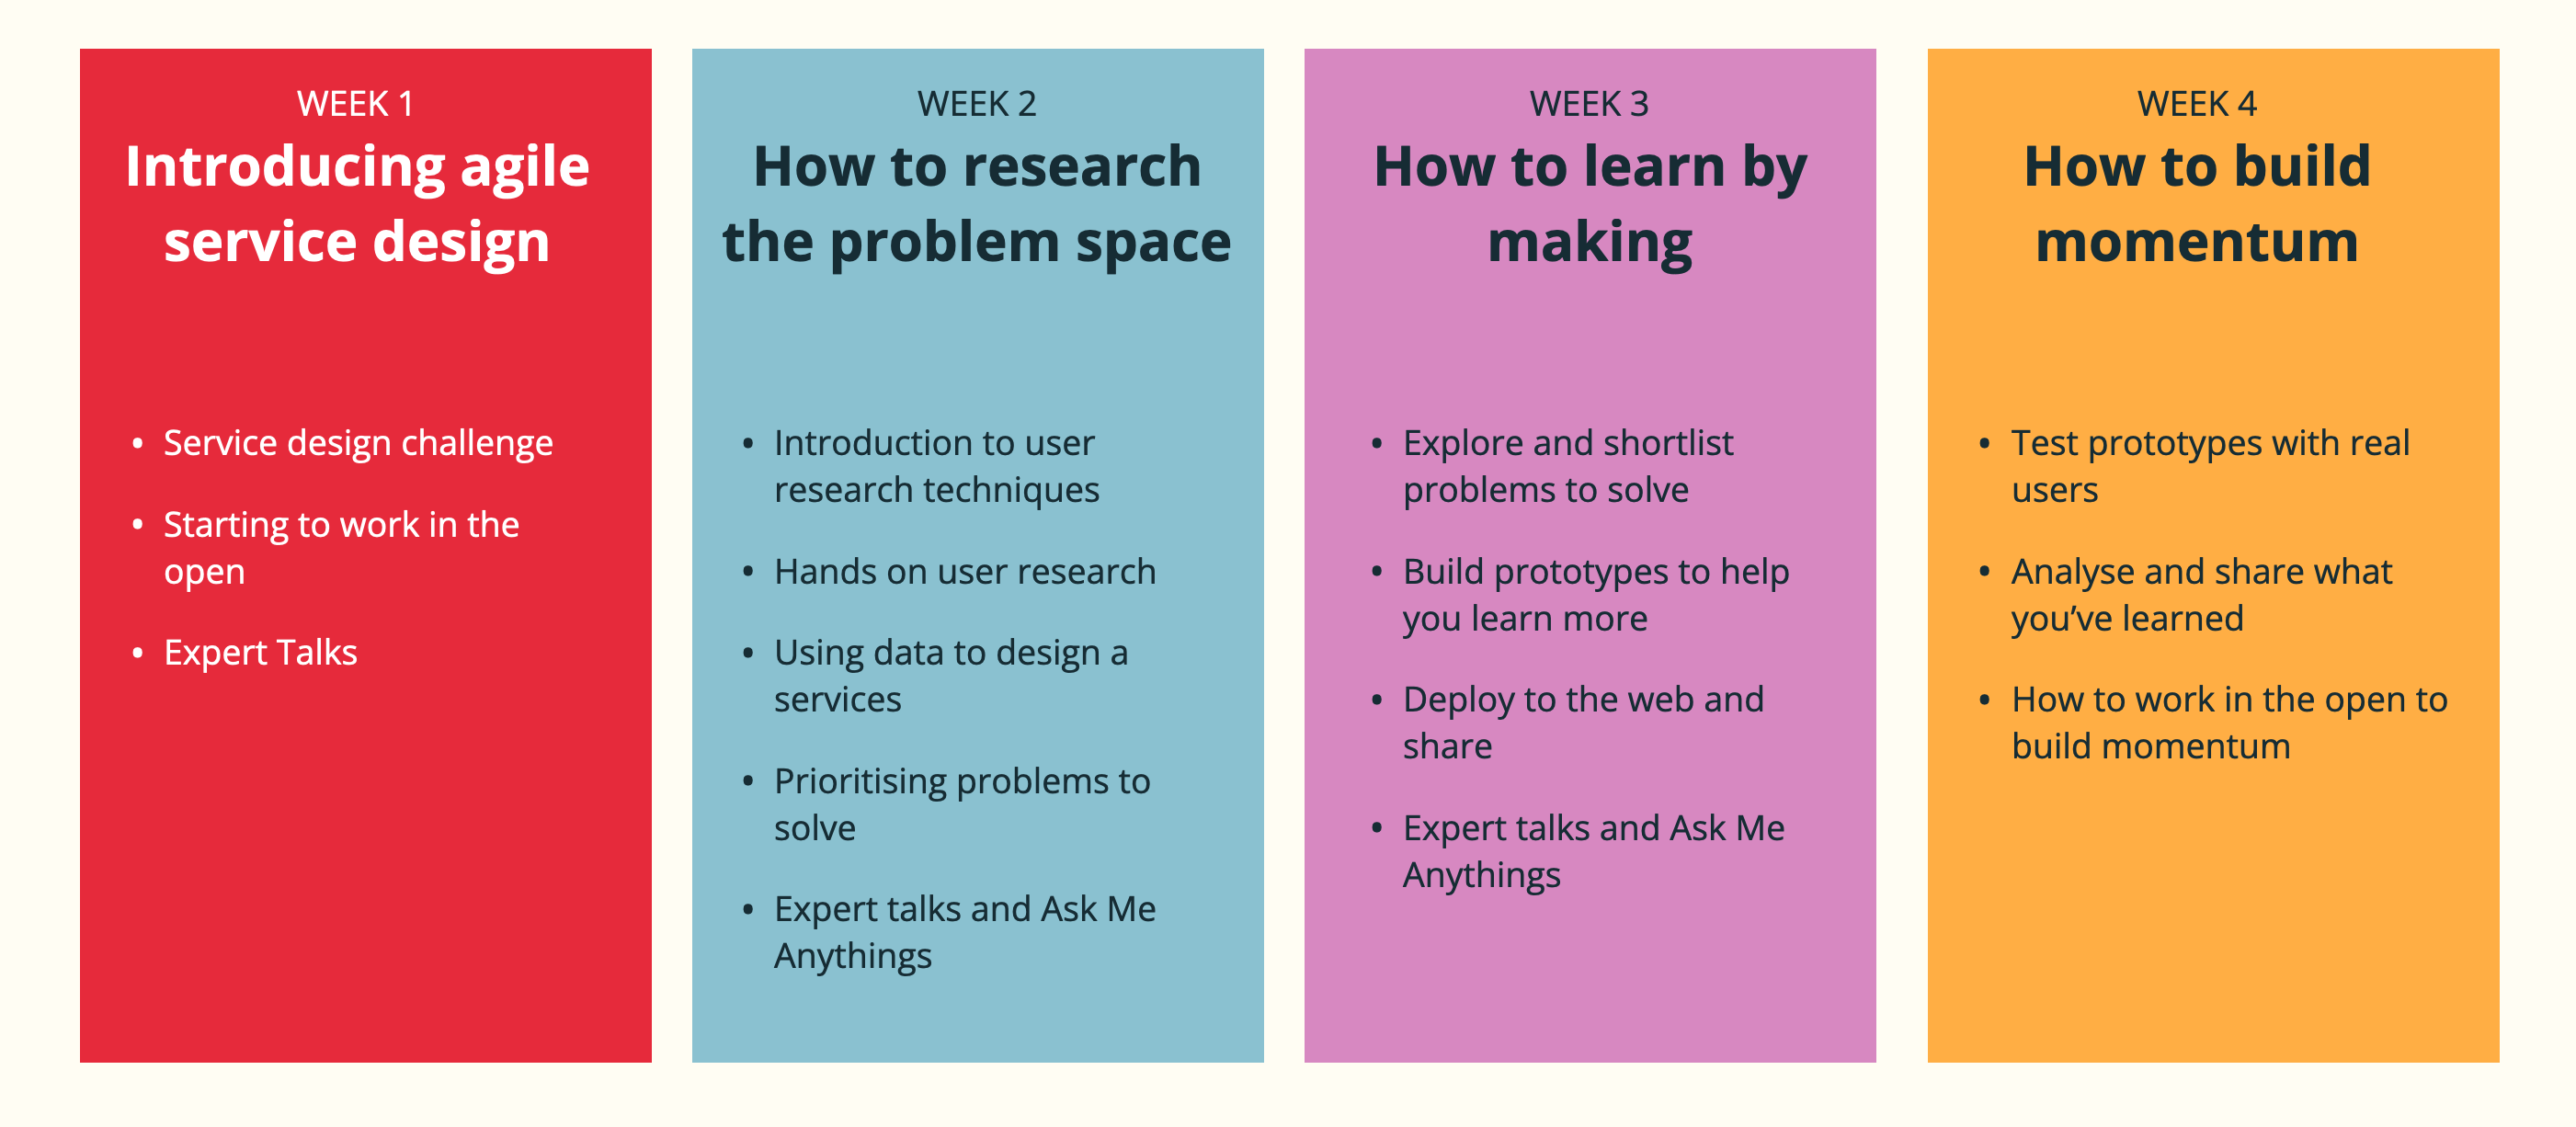 WEEK 1
Introducing agile
service design
• Service design challenge
• Starting to work in the
open
• Expert Talks
WEEK 2
How to research
the problem space
• Introduction to user
research techniques
• Hands on user research
• Using data to design a
services
• Prioritising problems to
solve
• Expert talks and Ask Me
Anythings
WEEK 3
How to learn by
making
• Explore and shortlist
problems to solve
• Build prototypes to help
you learn more
• Deploy to the web and
share
• Expert talks and Ask Me
Anythings
WEEK 4
How to build
momentum
• Test prototypes with real
users
• Analyse and share what
you’ve learned
• How to work in the open to
build momentum